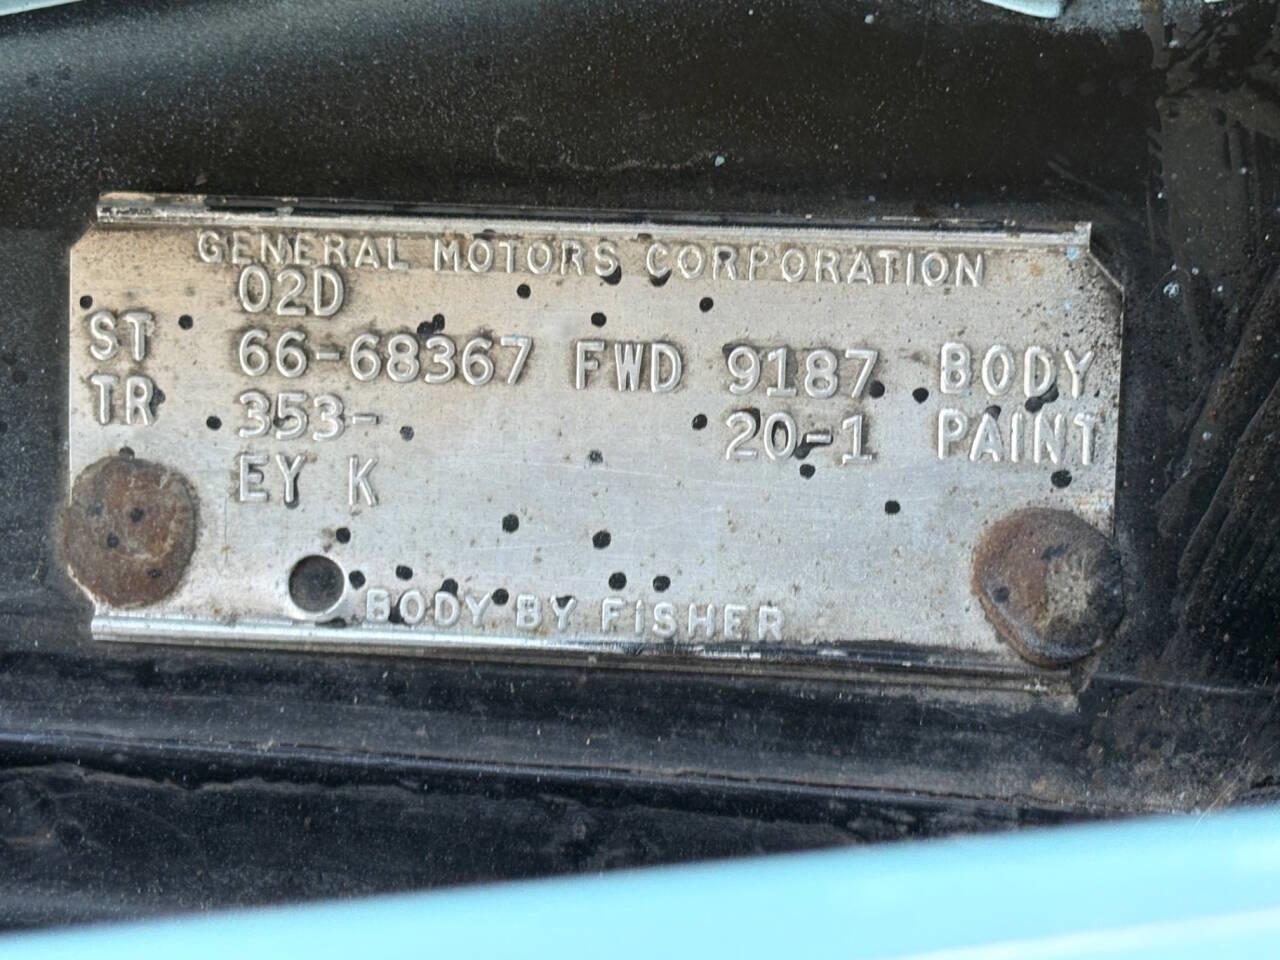 GENERAL MOTORS CORPORATION
02D
ST 66-68367 FWD 9187 BODY
TR 353- 20-1 PAINT
EY K
BODY BY FISHER